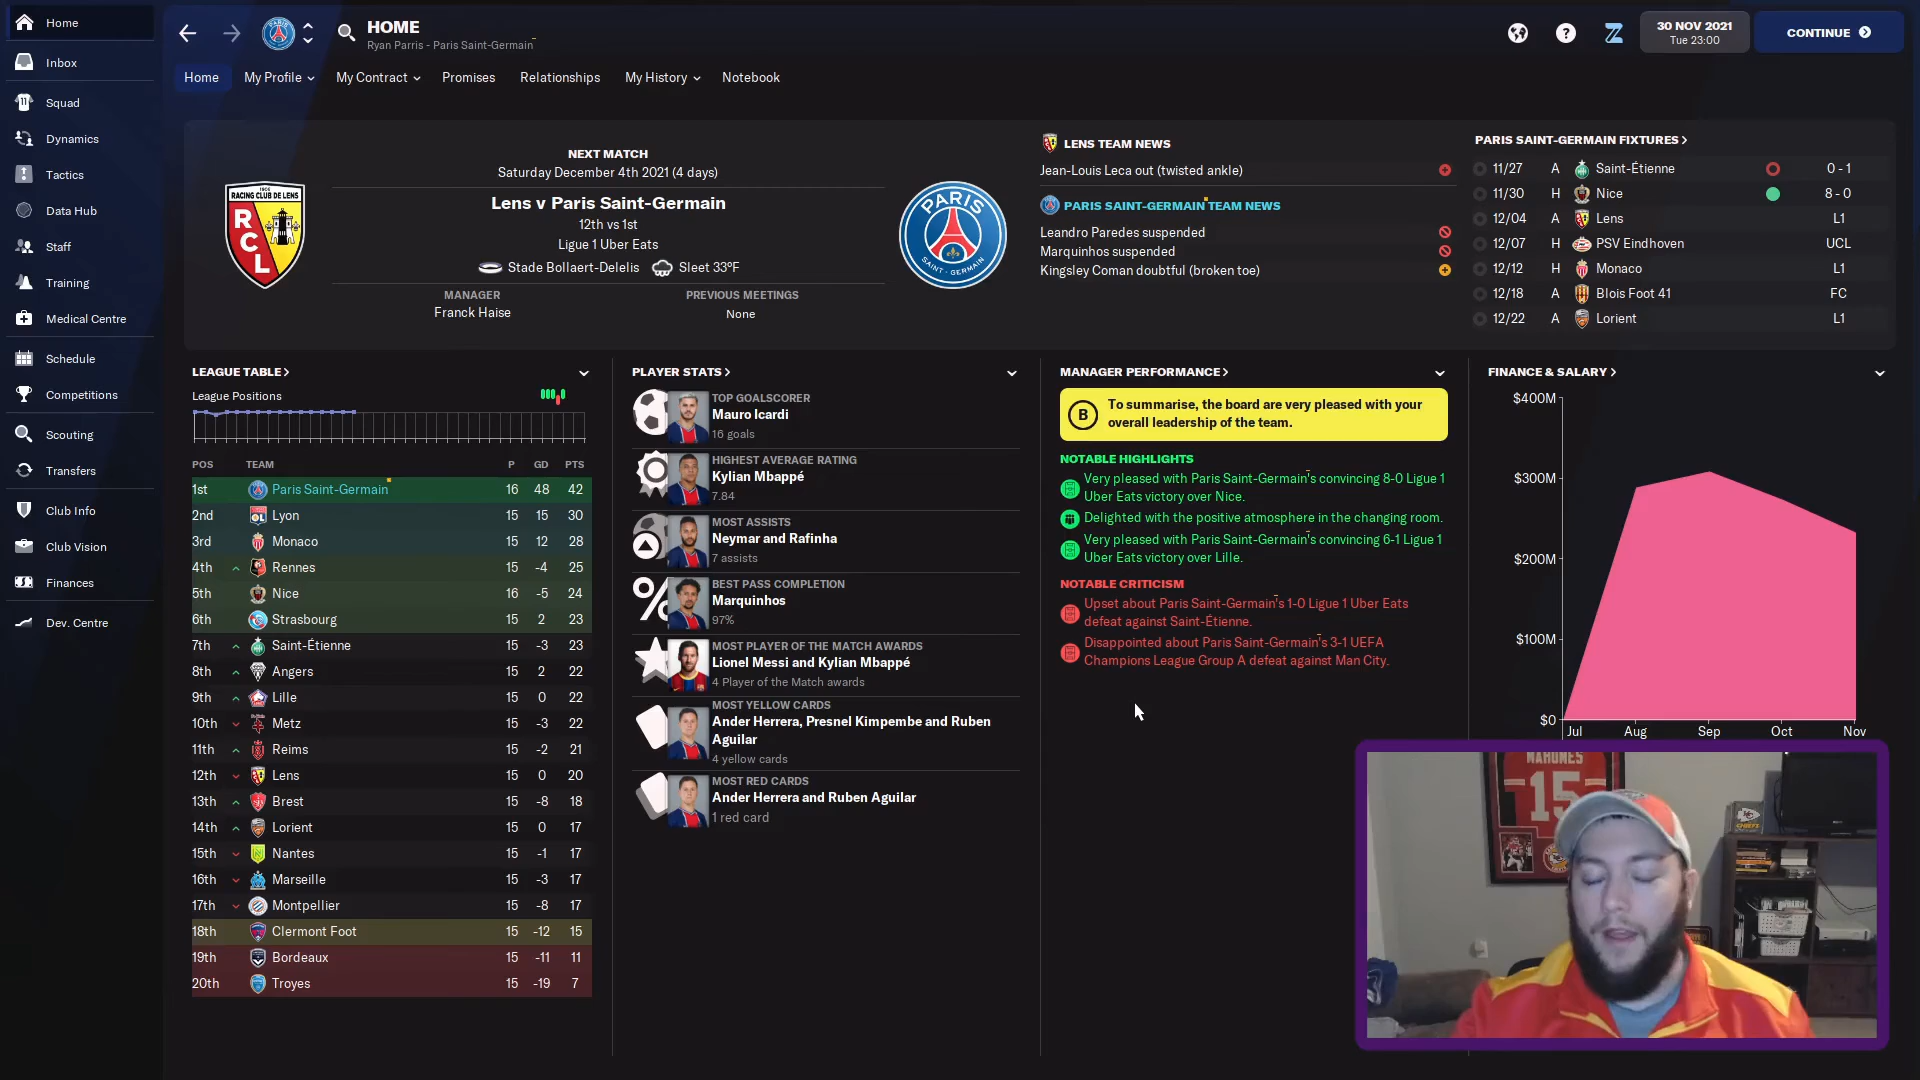 Home
Inbox
Squad
Dynamics
Tactics
Data Hub
Staff
Training
Medical Centre
Schedule
Competitions
Scouting
Transfers
Club Info
Club Vision
Finances
Dev. Centre
HOME
Ryan Parris - Paris Saint-Germain
30 NOV 2021
Tue 23:00
CONTINUE
Home My Profile My Contract Promises Relationships My History Notebook
NEXT MATCH
Saturday December 4th 2021 (4 days)
Lens v Paris Saint-Germain
12th vs 1st
Ligue 1 Uber Eats
Stade Bollaert-Delelis Sleet 33°F
MANAGER
Franck Haise
PREVIOUS MEETINGS
None
RACING CLUB DE LENS
RCL
PARIS
SAINT-GERMAIN
LENS TEAM NEWS
Jean-Louis Leca out (twisted ankle)
PARIS SAINT-GERMAIN TEAM NEWS
Leandro Paredes suspended
Marquinhos suspended
Kingsley Coman doubtful (broken toe)
PARIS SAINT-GERMAIN FIXTURES >
11/27 A Saint-Étienne 0 - 1
11/30 H Nice 8 - 0
12/04 A Lens L1
12/07 H PSV Eindhoven UCL
12/12 H Monaco L1
12/18 A Blois Foot 41 FC
12/22 A Lorient L1
LEAGUE TABLE >
League Positions
POS TEAM P GD PTS
1st Paris Saint-Germain 16 48 42
2nd Lyon 15 15 30
3rd Monaco 15 12 28
4th Rennes 15 -4 25
5th Nice 16 -5 24
6th Strasbourg 15 2 23
7th Saint-Étienne 15 -3 23
8th Angers 15 2 22
9th Lille 15 0 22
10th Metz 15 -3 22
11th Reims 15 -2 21
12th Lens 15 0 20
13th Brest 15 -8 18
14th Lorient 15 0 17
15th Nantes 15 -1 17
16th Marseille 15 -3 17
17th Montpellier 15 -8 17
18th Clermont Foot 15 -12 15
19th Bordeaux 15 -11 11
20th Troyes 15 -19 7
PLAYER STATS >
TOP GOALSCORER
Mauro Icardi
16 goals
HIGHEST AVERAGE RATING
Kylian Mbappé
7.84
MOST ASSISTS
Neymar and Rafinha
7 assists
BEST PASS COMPLETION
Marquinhos
97%
MOST PLAYER OF THE MATCH AWARDS
Lionel Messi and Kylian Mbappé
4 Player of the Match awards
MOST YELLOW CARDS
Ander Herrera, Presnel Kimpembe and Ruben
Aguilar
4 yellow cards
MOST RED CARDS
Ander Herrera and Ruben Aguilar
1 red card
MANAGER PERFORMANCE >
B
To summarise, the board are very pleased with your
overall leadership of the team.
NOTABLE HIGHLIGHTS
Very pleased with Paris Saint-Germain's convincing 8-0 Ligue 1
Uber Eats victory over Nice.
Delighted with the positive atmosphere in the changing room.
Very pleased with Paris Saint-Germain's convincing 6-1 Ligue 1
Uber Eats victory over Lille.
NOTABLE CRITICISM
Upset about Paris Saint-Germain's 1-0 Ligue 1 Uber Eats
defeat against Saint-Étienne.
Disappointed about Paris Saint-Germain's 3-1 UEFA
Champions League Group A defeat against Man City.
FINANCE & SALARY >
$400M
$300M
$200M
$100M
$0
Jul Aug Sep Oct Nov
MAHOMES
15
CHIEFS